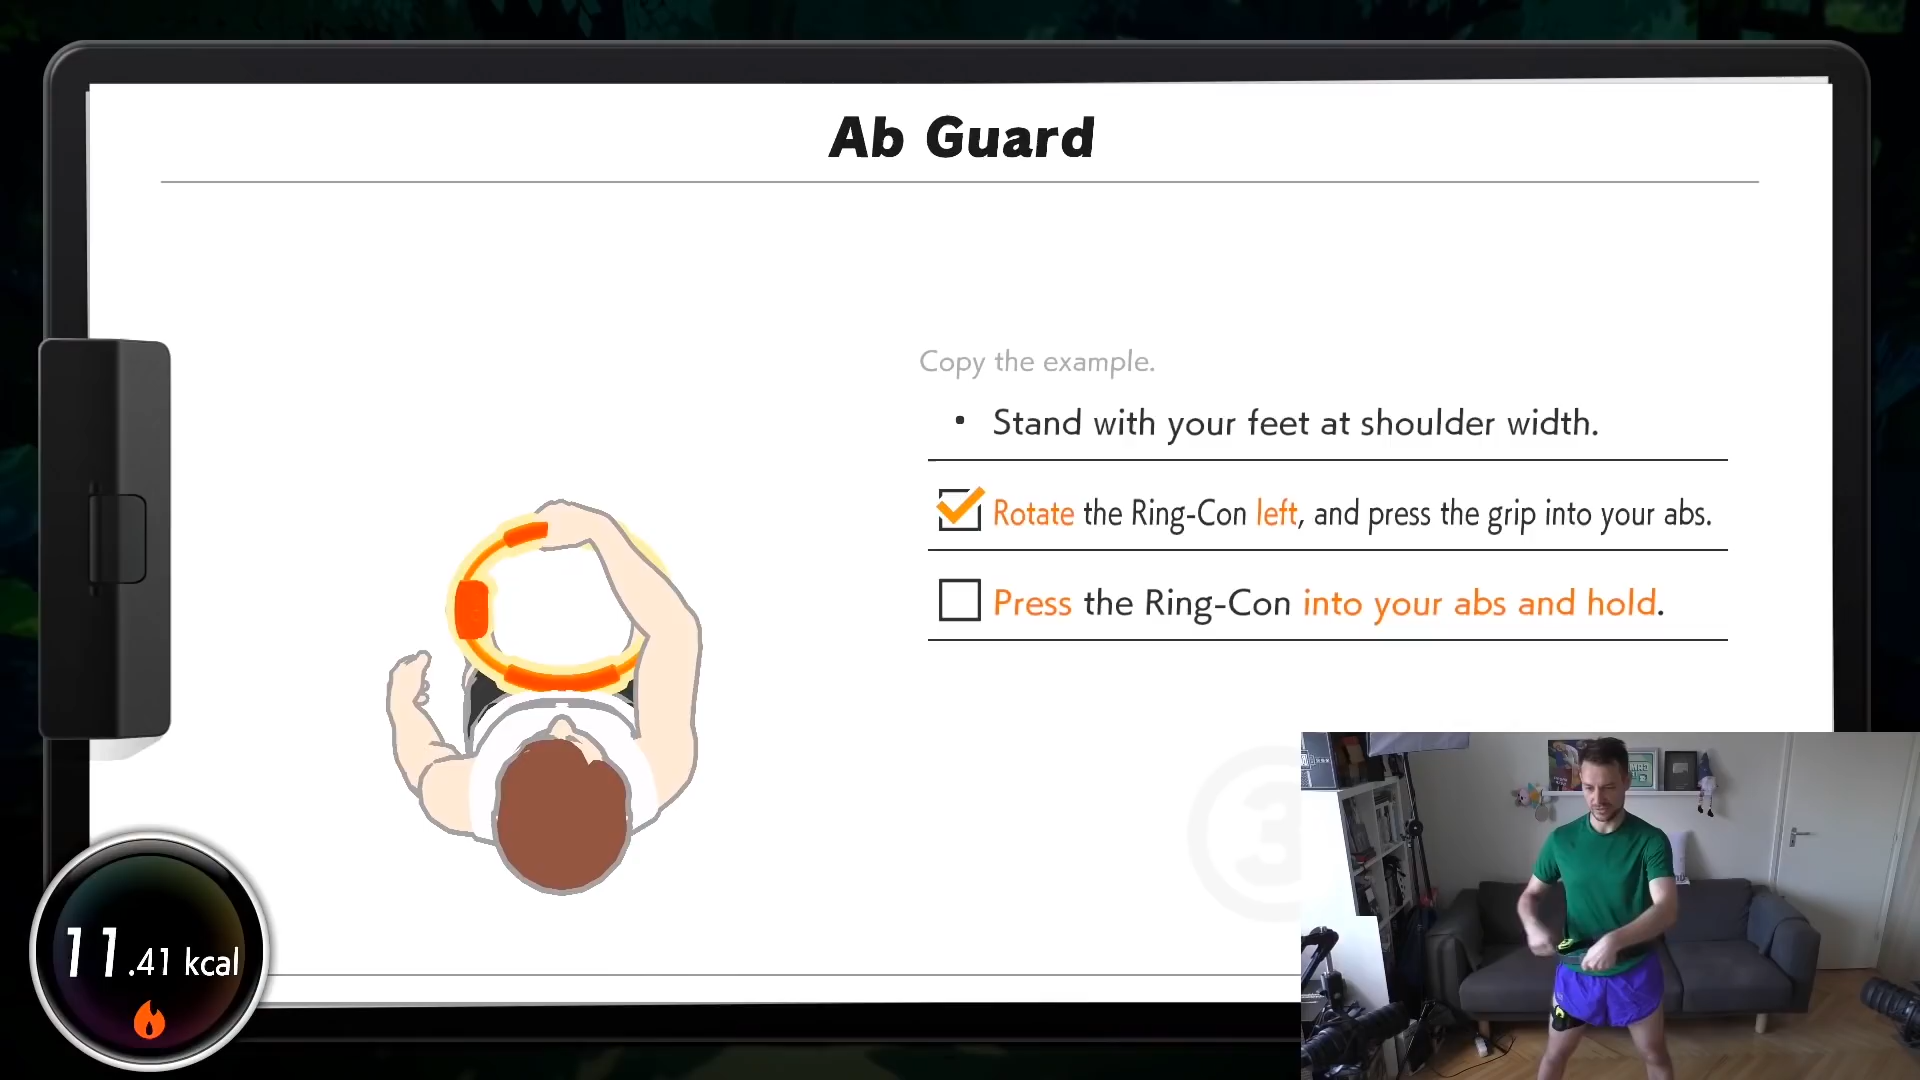 Ab Guard
Copy the example.
• Stand with your feet at shoulder width.
Rotate the Ring-Con left, and press the grip into your abs.
Press the Ring-Con into your abs and hold.
3
11.41 kcal